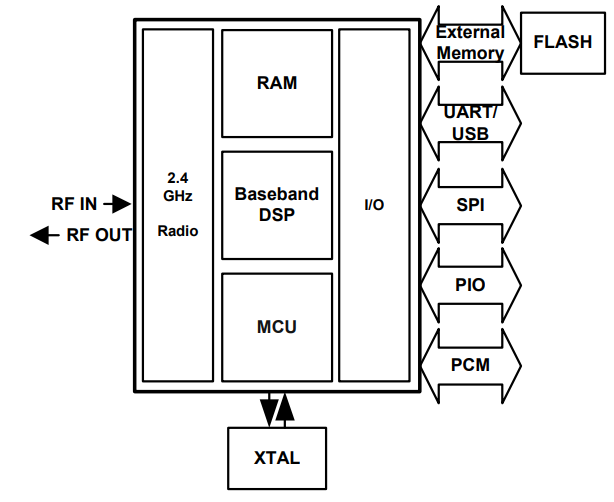 External
Memory
FLASH
RAM
UART/
USB
2.4
GHz
Radio
Baseband
DSP
I/O
RF IN
SPI
RF OUT
PIO
MCU
PCM
XTAL